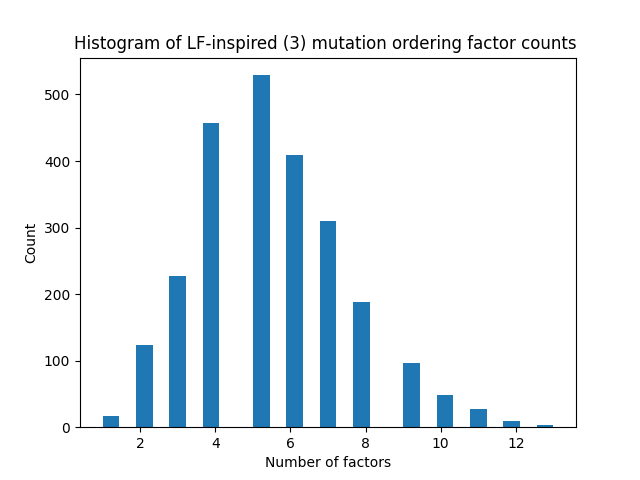 Histogram of LF-inspired (3) mutation ordering factor counts
500
400
300
200
100
0
Count
2 4 6 8 10 12
Number of factors